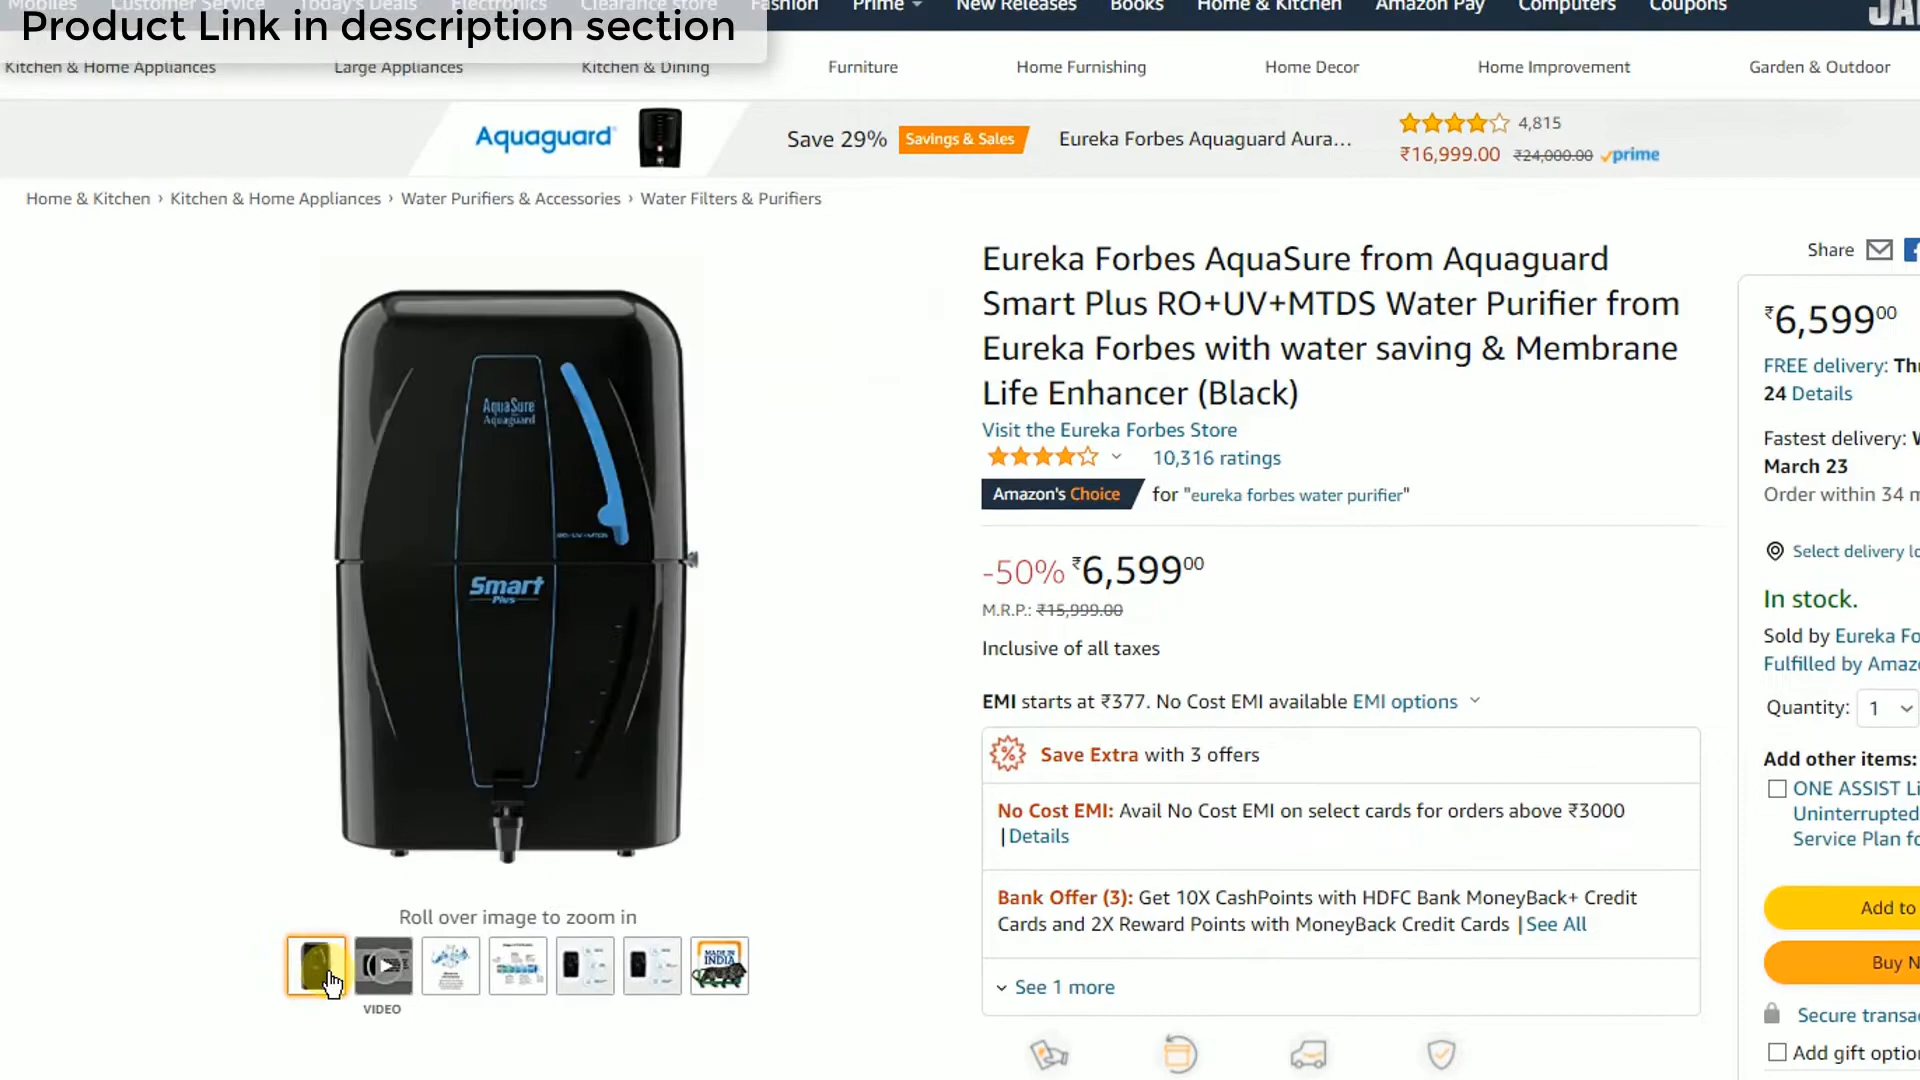 Mobiles Customer Service Today's Deals Electronics Clearance store Fashion Prime New Releases Books Home & Kitchen Amazon Pay Computers Coupons
Product Link in description section
Kitchen & Home Appliances Large Appliances Kitchen & Dining Furniture Home Furnishing Home Decor Home Improvement Garden & Outdoor
Aquaguard Save 29% Savings & Sales Eureka Forbes Aquaguard Aura... 4,815
₹16,999.00 ₹24,000.00 prime
Home & Kitchen › Kitchen & Home Appliances › Water Purifiers & Accessories › Water Filters & Purifiers
Eureka Forbes AquaSure from Aquaguard
Smart Plus RO+UV+MTDS Water Purifier from
Eureka Forbes with water saving & Membrane
Life Enhancer (Black)
Visit the Eureka Forbes Store
10,316 ratings
Amazon's Choice for "eureka forbes water purifier"
-50% ₹6,59900
M.R.P.: ₹15,999.00
Inclusive of all taxes
EMI starts at ₹377. No Cost EMI available EMI options
Save Extra with 3 offers
No Cost EMI: Avail No Cost EMI on select cards for orders above ₹3000
|Details
Bank Offer (3): Get 10X CashPoints with HDFC Bank MoneyBack+ Credit
Cards and 2X Reward Points with MoneyBack Credit Cards |See All
See 1 more
AquaSure
Aquaguard
RO+UV+MTDS
Smart
Plus
Roll over image to zoom in
MADE IN
INDIA
VIDEO
Share
₹6,59900
FREE delivery:
24 Details
Fastest delivery:
March 23
Order within 34
Select delivery
In stock.
Sold by Eureka
Fulfilled by
Quantity: 1
Add other items:
ONE ASSIST
Uninterrupted
Service Plan
Add to
Buy
Secure
Add gift